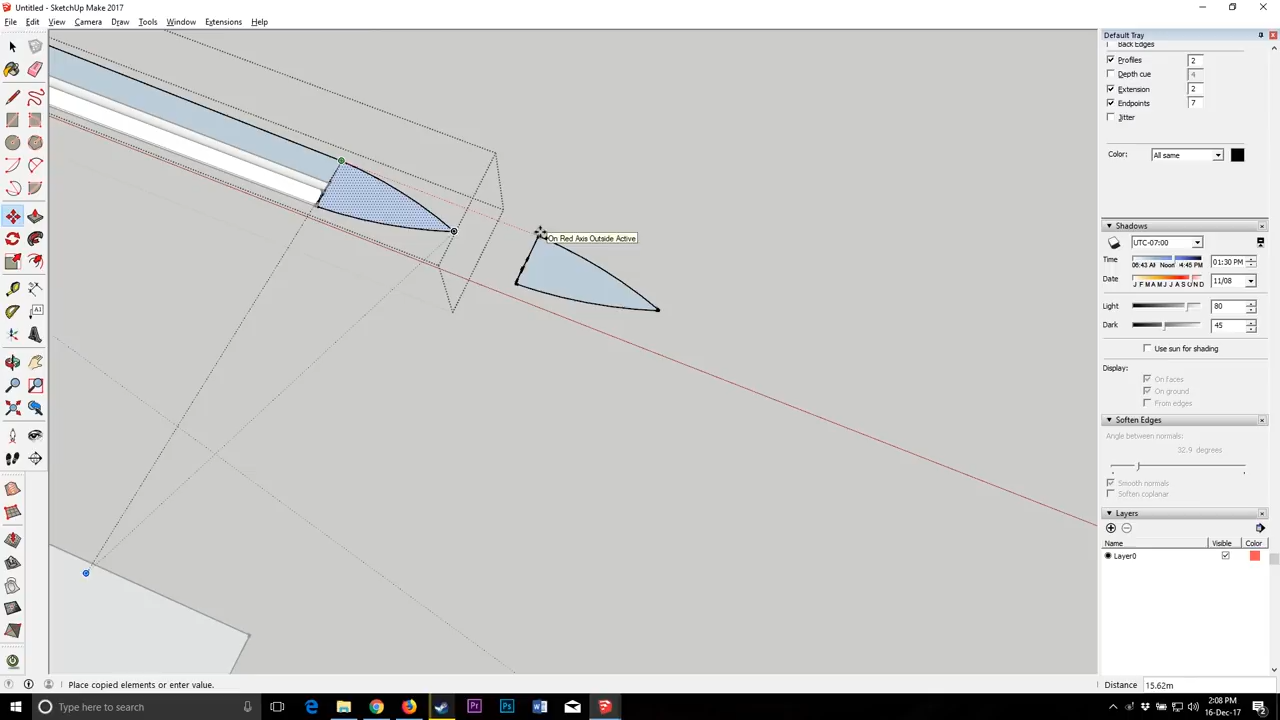 Untitled - SketchUp Make 2017
File Edit View Camera Draw Tools Window Extensions Help
Default Tray
Back Edges
Profiles 2
Depth cue 4
Extension 2
Endpoints 7
Jitter
Color: All same
Shadows
UTC-07:00
Time 06:43 AM Noon 04:45 PM 01:30 PM
Date J F M A M J J A S O N D 11/08
Light 80
Dark 45
Use sun for shading
Display:
On faces
On ground
From edges
Soften Edges
Angle between normals:
32.9 degrees
Smooth normals
Soften coplanar
Layers
Name Visible Color
Layer0
On Red Axis Outside Active
Place copied elements or enter value.
Distance 15.62m
Type here to search
2:08 PM
16-Dec-17